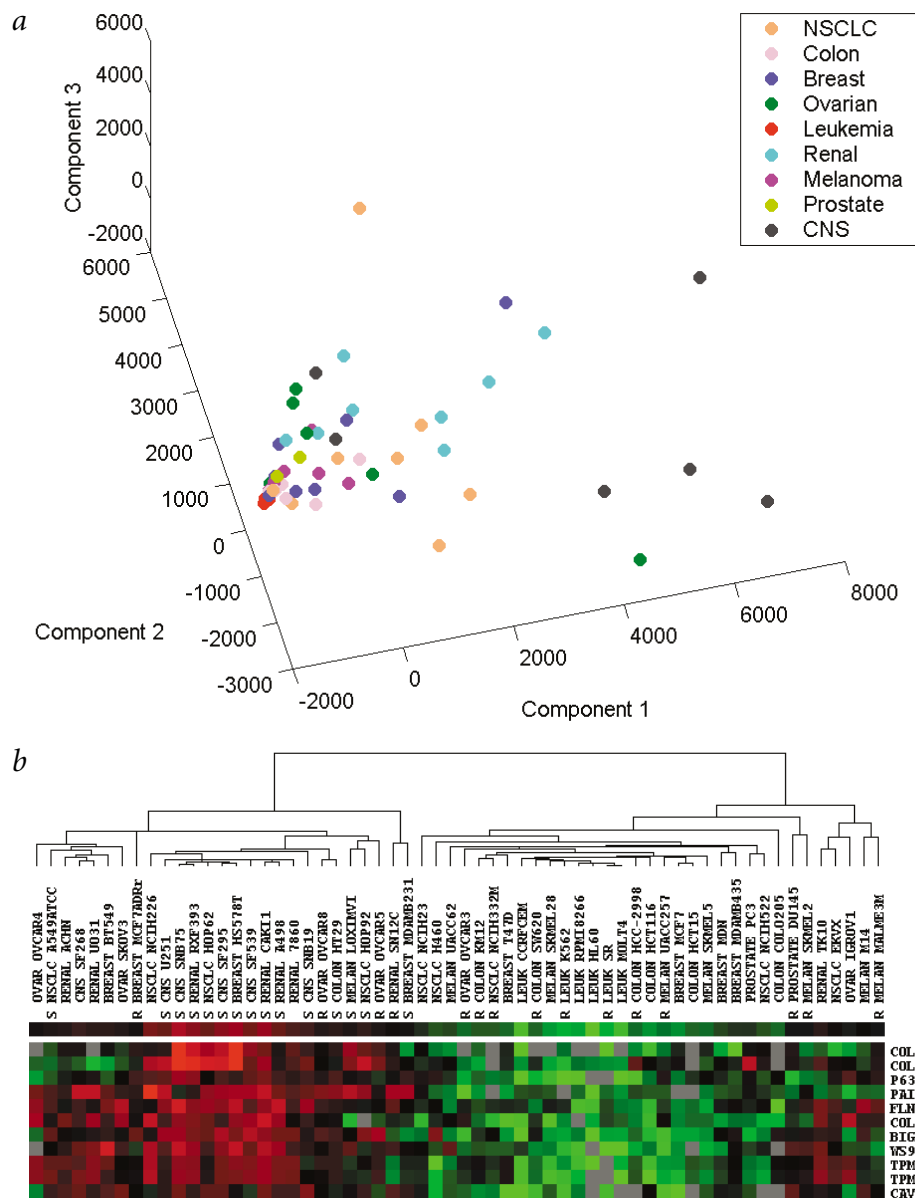 a
6000
4000
2000
0
-2000
Component 3
6000
5000
4000
3000
2000
1000
0
-1000
-2000
-3000
Component 2
-2000
0
2000
4000
6000
8000
Component 1
NSCLC
Colon
Breast
Ovarian
Leukemia
Renal
Melanoma
Prostate
CNS
b
OVAR OVCAR4
S NSCLC A549ATCC
RENAL ACHN
CNS SF268
RENAL UO31
BREAST BT549
OVAR SKOV3
R BREAST MCF7ADRr
NSCLC NCIH226
S CNS U251
S CNS SNB75
S RENAL RXF393
S NSCLC HOP62
S CNS SF295
S BREAST HS578T
S CNS SF539
S RENAL CAKI1
S RENAL A498
RENAL 7860
S CNS SNB19
R OVAR OVCAR8
S COLON HT29
S MELAN LOXIMVI
S NSCLC HOP92
R OVAR OVCAR5
R RENAL SN12C
S BREAST MDAMB231
NSCLC NCIH23
NSCLC H460
MELAN UACC62
R OVAR OVCAR3
R COLON KM12
R NSCLC NCIH332M
BREAST T47D
LEUK CCRFCEM
R COLON SW620
MELAN SKMEL28
R LEUK K562
LEUK RPMI8266
LEUK HL60
R LEUK SR
LEUK MOLT4
R COLON HCC-2998
COLON HCT116
R MELAN UACC257
BREAST MCF7
COLON HCT15
MELAN SKMEL5
BREAST MDN
BREAST MDAMB435
PROSTATE PC3
NSCLC NCIH522
COLON COLO205
R PROSTATE DU145
R MELAN SKMEL2
RENAL TK10
NSCLC EKVX
OVAR IGROV1
MELAN M14
R MELAN MALME3M
COL
COL
P63
PAI
FLN
COL
BIG
WS9
TPM
TPM
CAV